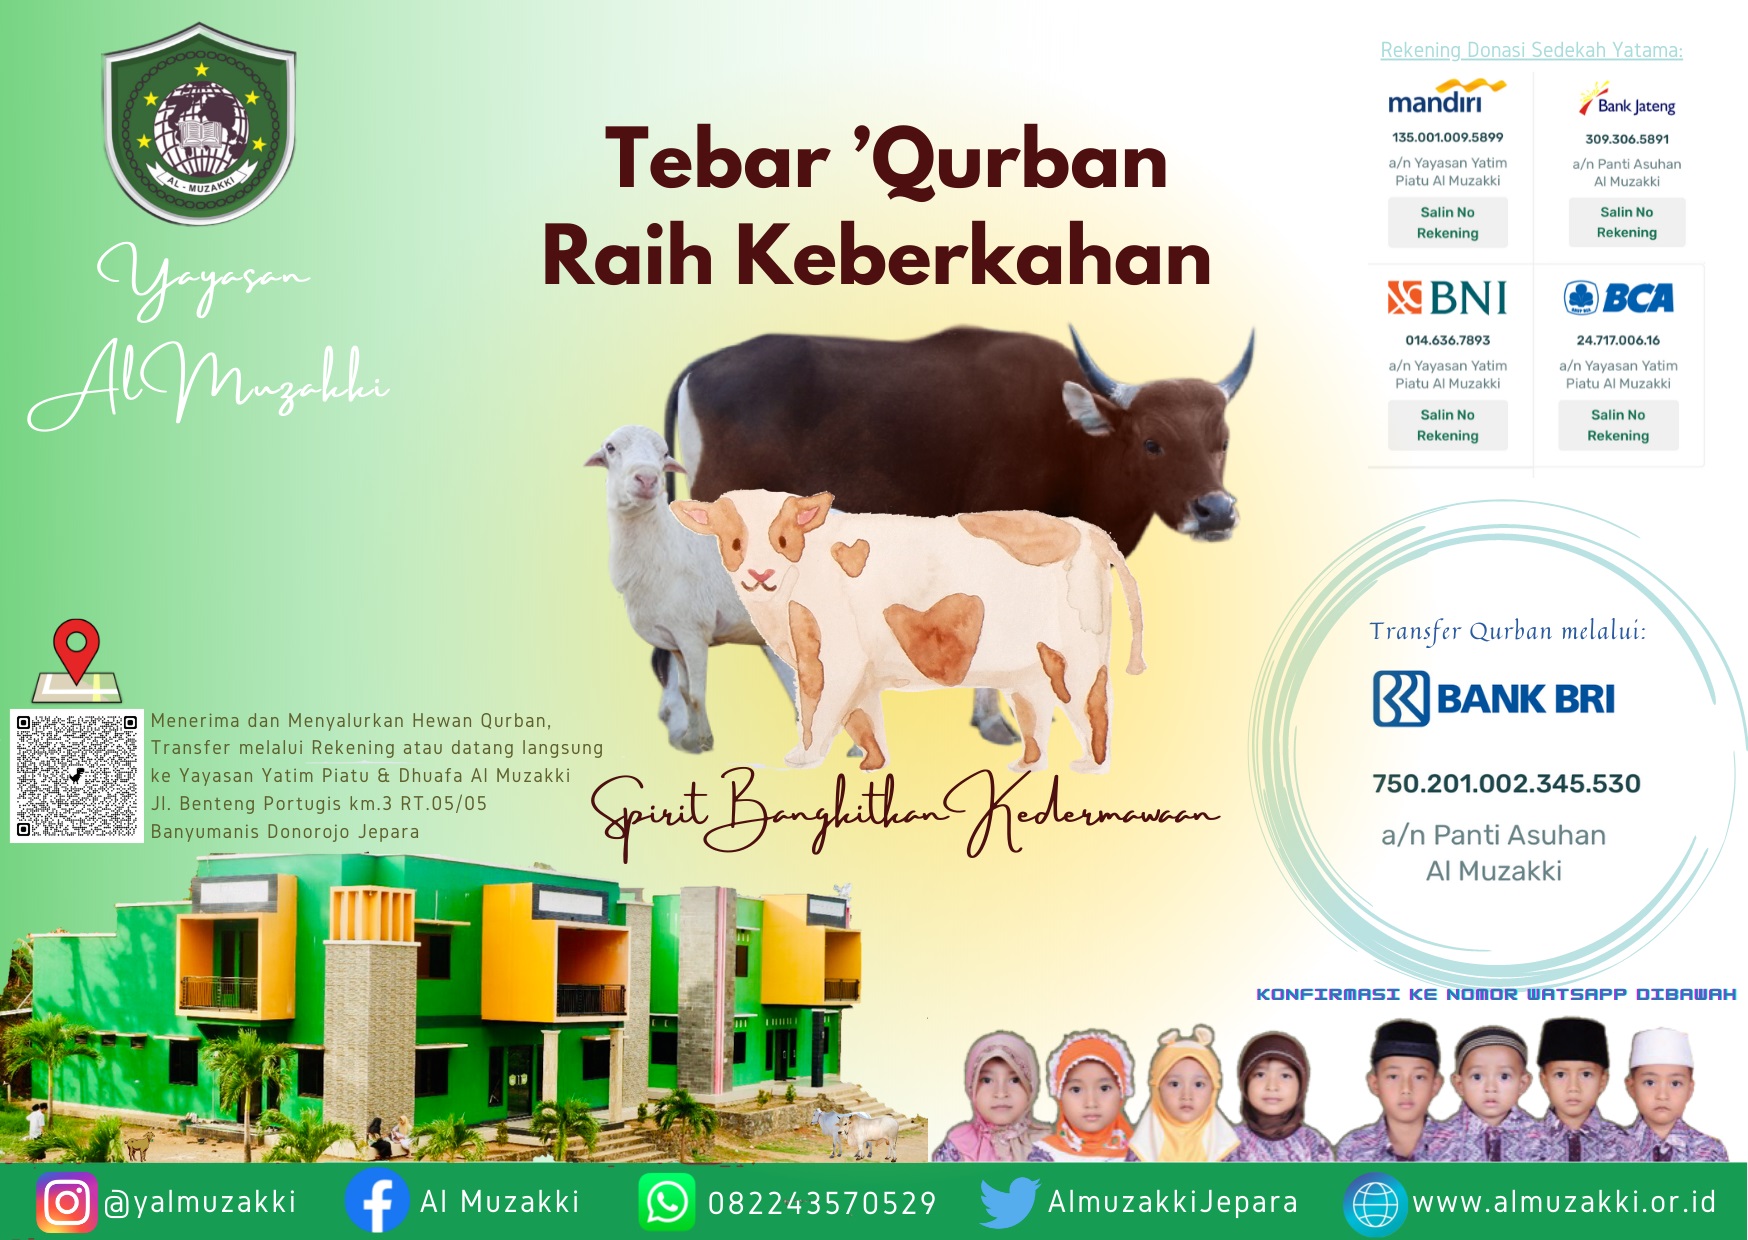 AL - MUZAKKI
Yayasan
Al Muzakki
Tebar ’Qurban
Raih Keberkahan
Rekening Donasi Sedekah Yatama:
mandiri
135.001.009.5899
a/n Yayasan Yatim
Piatu Al Muzakki
Salin No
Rekening
Bank Jateng
309.306.5891
a/n Panti Asuhan
Al Muzakki
Salin No
Rekening
BNI
014.636.7893
a/n Yayasan Yatim
Piatu Al Muzakki
Salin No
Rekening
BCA
24.717.006.16
a/n Yayasan Yatim
Piatu Al Muzakki
Salin No
Rekening
Transfer Qurban melalui:
BANK BRI
750.201.002.345.530
a/n Panti Asuhan
Al Muzakki
KONFIRMASI KE NOMOR WATSAPP DIBAWAH
Menerima dan Menyalurkan Hewan Qurban,
Transfer melalui Rekening atau datang langsung
ke Yayasan Yatim Piatu & Dhuafa Al Muzakki
Jl. Benteng Portugis km.3 RT.05/05
Banyumanis Donorojo Jepara
Spirit Bangkitkan Kedermawaan
@yalmuzakki
Al Muzakki
082243570529
AlmuzakkiJepara
www.almuzakki.or.id